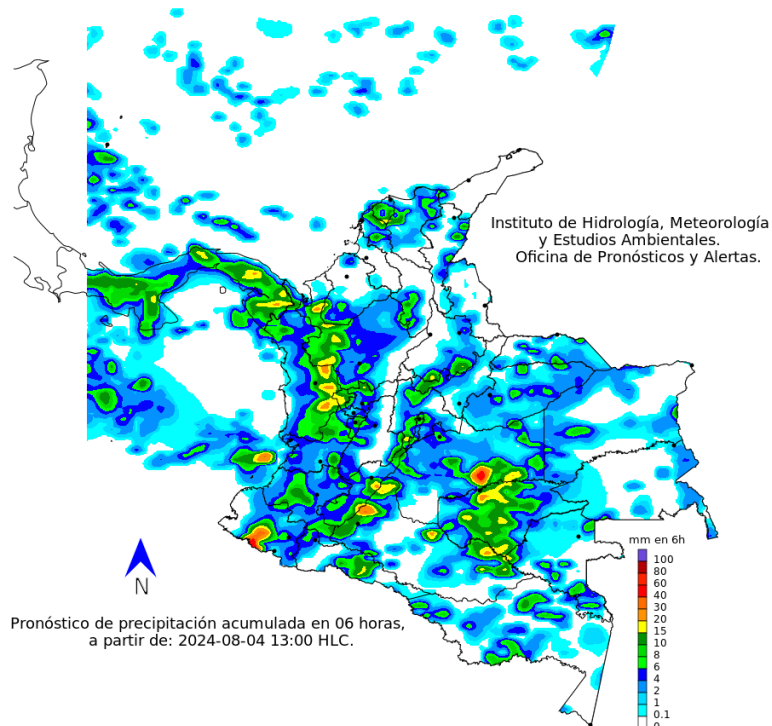 Instituto de Hidrología, Meteorología
y Estudios Ambientales.
Oficina de Pronósticos y Alertas.
N
Pronóstico de precipitación acumulada en 06 horas,
a partir de: 2024-08-04 13:00 HLC.
mm en 6h
100
80
60
40
30
20
15
10
8
6
4
2
1
0.1
0